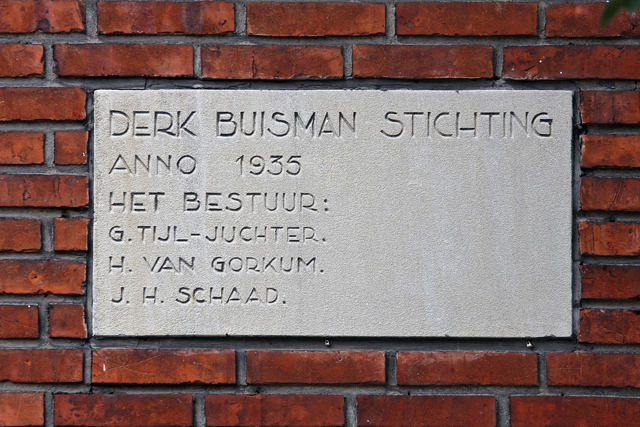 DERK BUISMAN STICHTING
ANNO 1935
HET BESTUUR:
G. TIJL-JUCHTER.
H. VAN GORKUM.
J. H. SCHAAD.